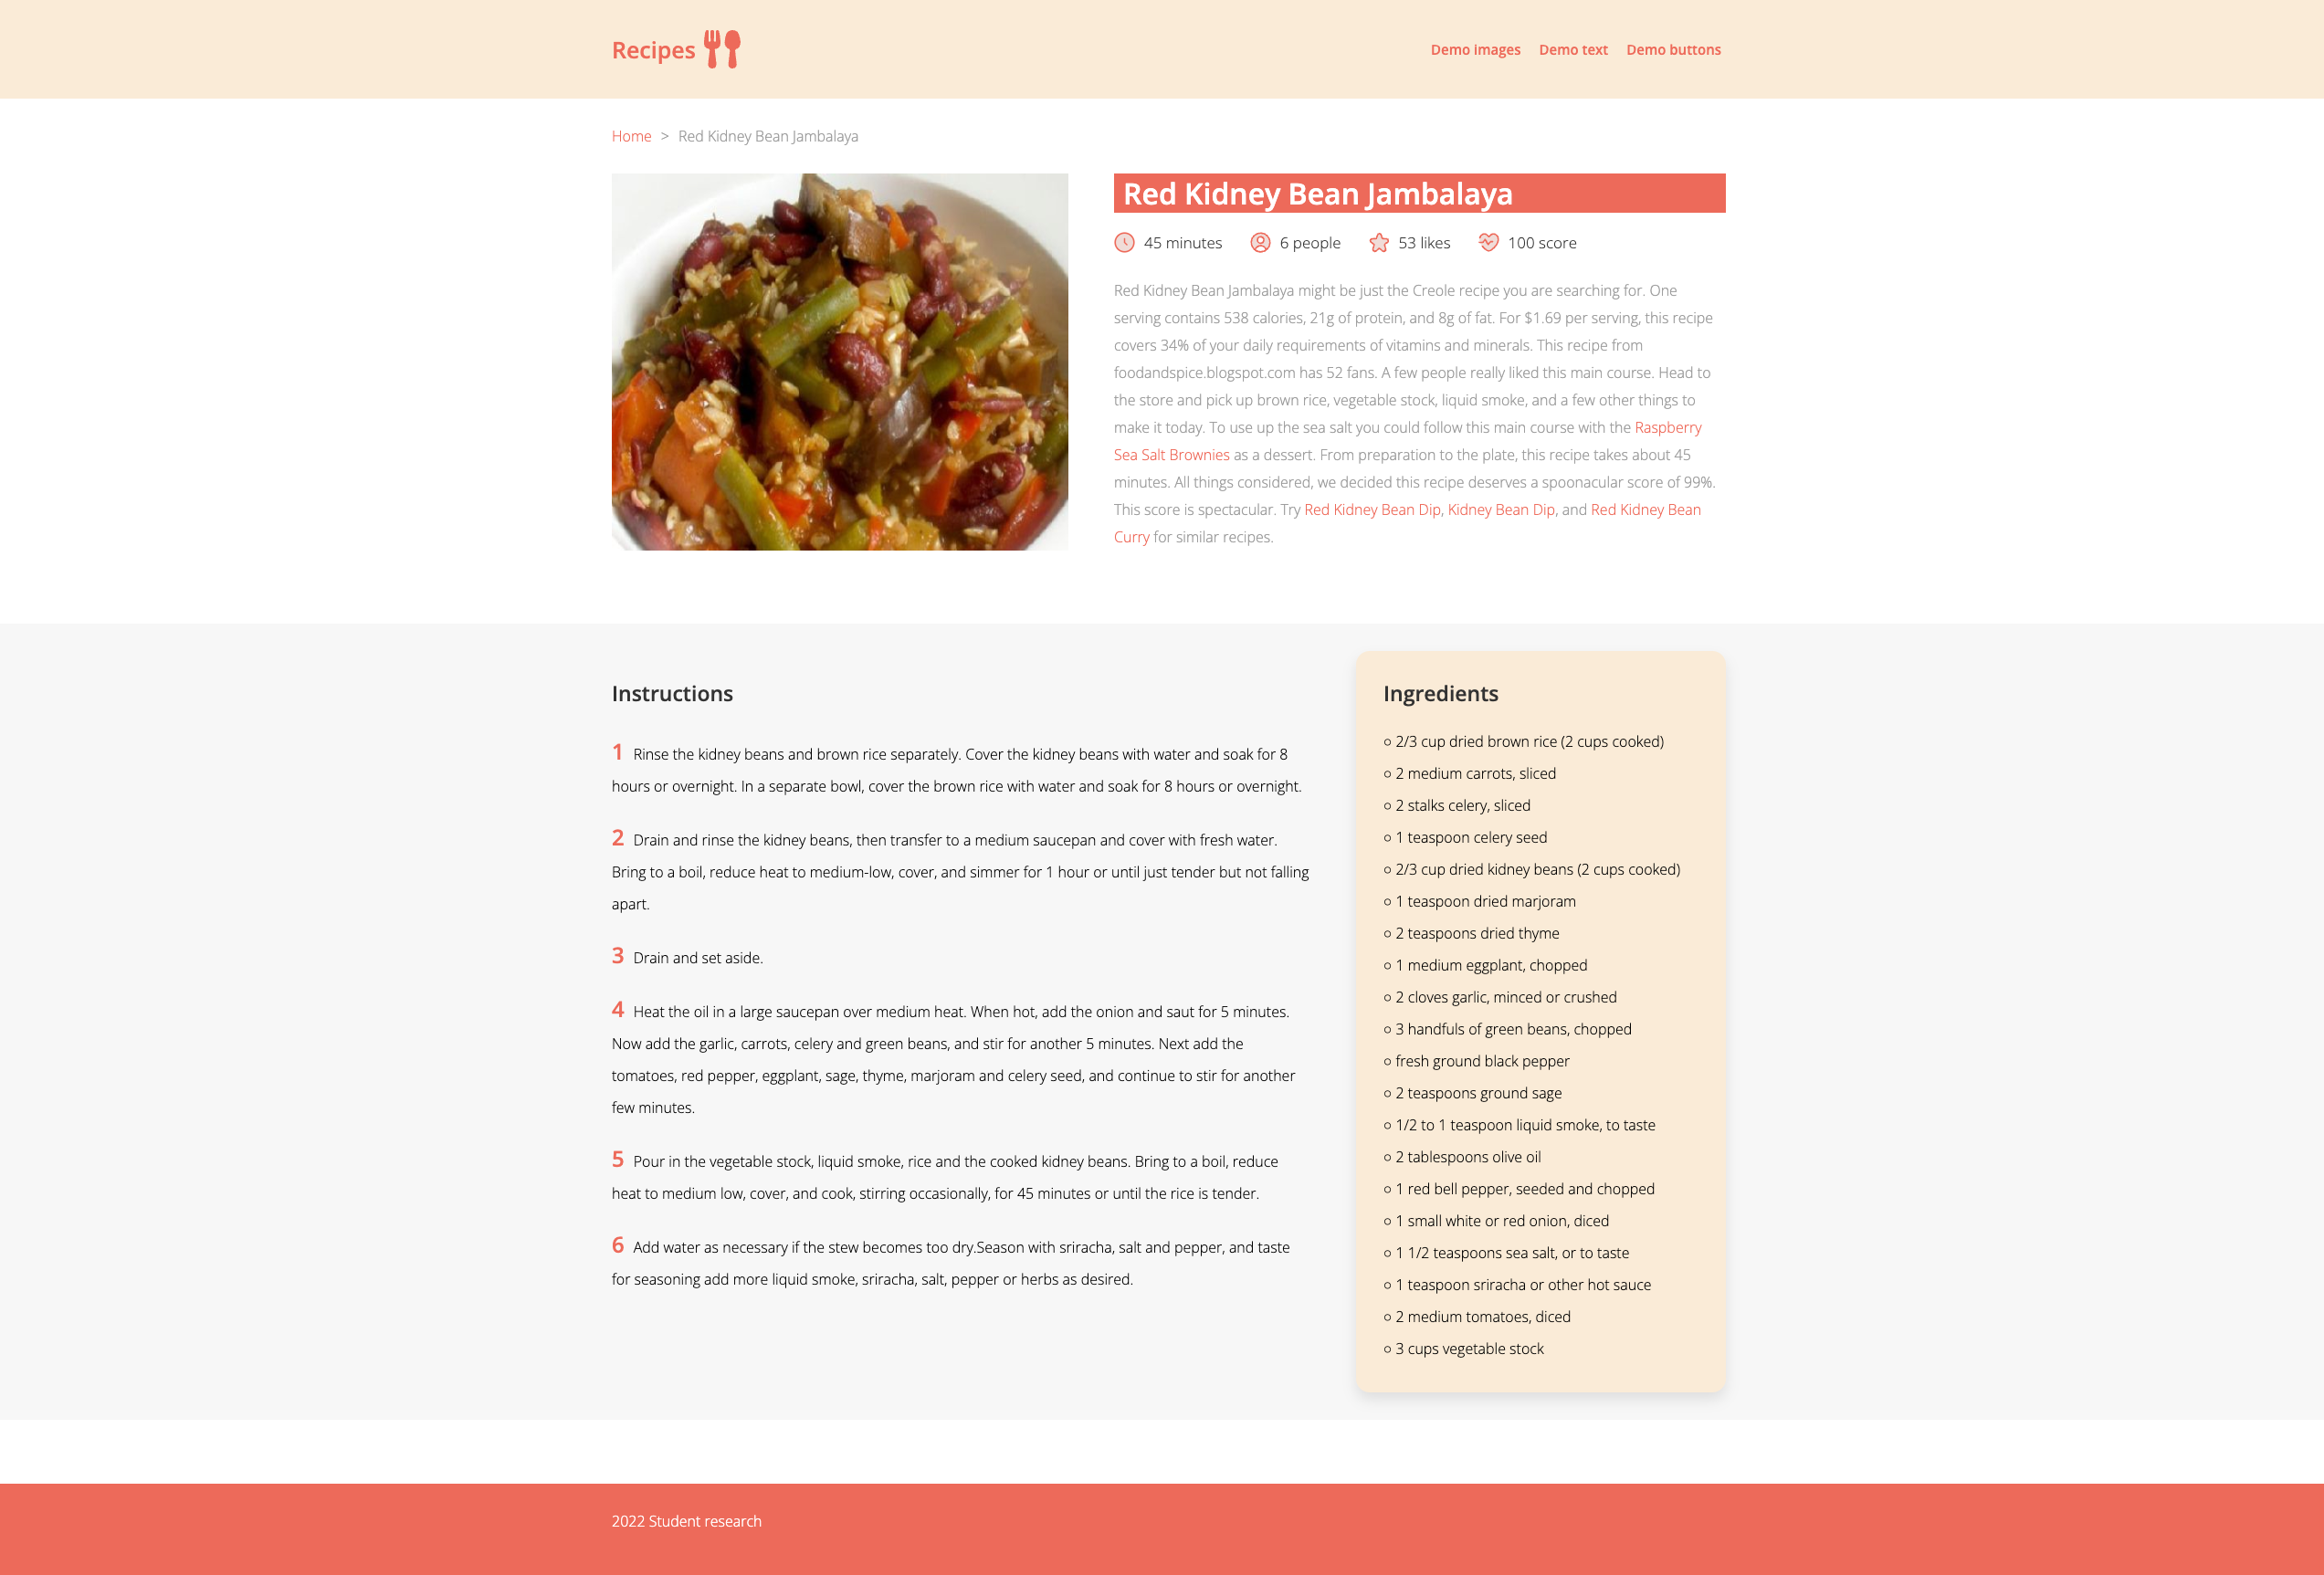 Recipes
Demo images Demo text Demo buttons
Home > Red Kidney Bean Jambalaya
Red Kidney Bean Jambalaya
45 minutes 6 people 53 likes 100 score
Red Kidney Bean Jambalaya might be just the Creole recipe you are searching for. One
serving contains 538 calories, 21g of protein, and 8g of fat. For $1.69 per serving, this recipe
covers 34% of your daily requirements of vitamins and minerals. This recipe from
foodandspice.blogspot.com has 52 fans. A few people really liked this main course. Head to
the store and pick up brown rice, vegetable stock, liquid smoke, and a few other things to
make it today. To use up the sea salt you could follow this main course with the Raspberry
Sea Salt Brownies as a dessert. From preparation to the plate, this recipe takes about 45
minutes. All things considered, we decided this recipe deserves a spoonacular score of 99%.
This score is spectacular. Try Red Kidney Bean Dip, Kidney Bean Dip, and Red Kidney Bean
Curry for similar recipes.
Instructions
1 Rinse the kidney beans and brown rice separately. Cover the kidney beans with water and soak for 8
hours or overnight. In a separate bowl, cover the brown rice with water and soak for 8 hours or overnight.
2 Drain and rinse the kidney beans, then transfer to a medium saucepan and cover with fresh water.
Bring to a boil, reduce heat to medium-low, cover, and simmer for 1 hour or until just tender but not falling
apart.
3 Drain and set aside.
4 Heat the oil in a large saucepan over medium heat. When hot, add the onion and saut for 5 minutes.
Now add the garlic, carrots, celery and green beans, and stir for another 5 minutes. Next add the
tomatoes, red pepper, eggplant, sage, thyme, marjoram and celery seed, and continue to stir for another
few minutes.
5 Pour in the vegetable stock, liquid smoke, rice and the cooked kidney beans. Bring to a boil, reduce
heat to medium low, cover, and cook, stirring occasionally, for 45 minutes or until the rice is tender.
6 Add water as necessary if the stew becomes too dry.Season with sriracha, salt and pepper, and taste
for seasoning add more liquid smoke, sriracha, salt, pepper or herbs as desired.
Ingredients
2/3 cup dried brown rice (2 cups cooked)
2 medium carrots, sliced
2 stalks celery, sliced
1 teaspoon celery seed
2/3 cup dried kidney beans (2 cups cooked)
1 teaspoon dried marjoram
2 teaspoons dried thyme
1 medium eggplant, chopped
2 cloves garlic, minced or crushed
3 handfuls of green beans, chopped
fresh ground black pepper
2 teaspoons ground sage
1/2 to 1 teaspoon liquid smoke, to taste
2 tablespoons olive oil
1 red bell pepper, seeded and chopped
1 small white or red onion, diced
1 1/2 teaspoons sea salt, or to taste
1 teaspoon sriracha or other hot sauce
2 medium tomatoes, diced
3 cups vegetable stock
2022 Student research